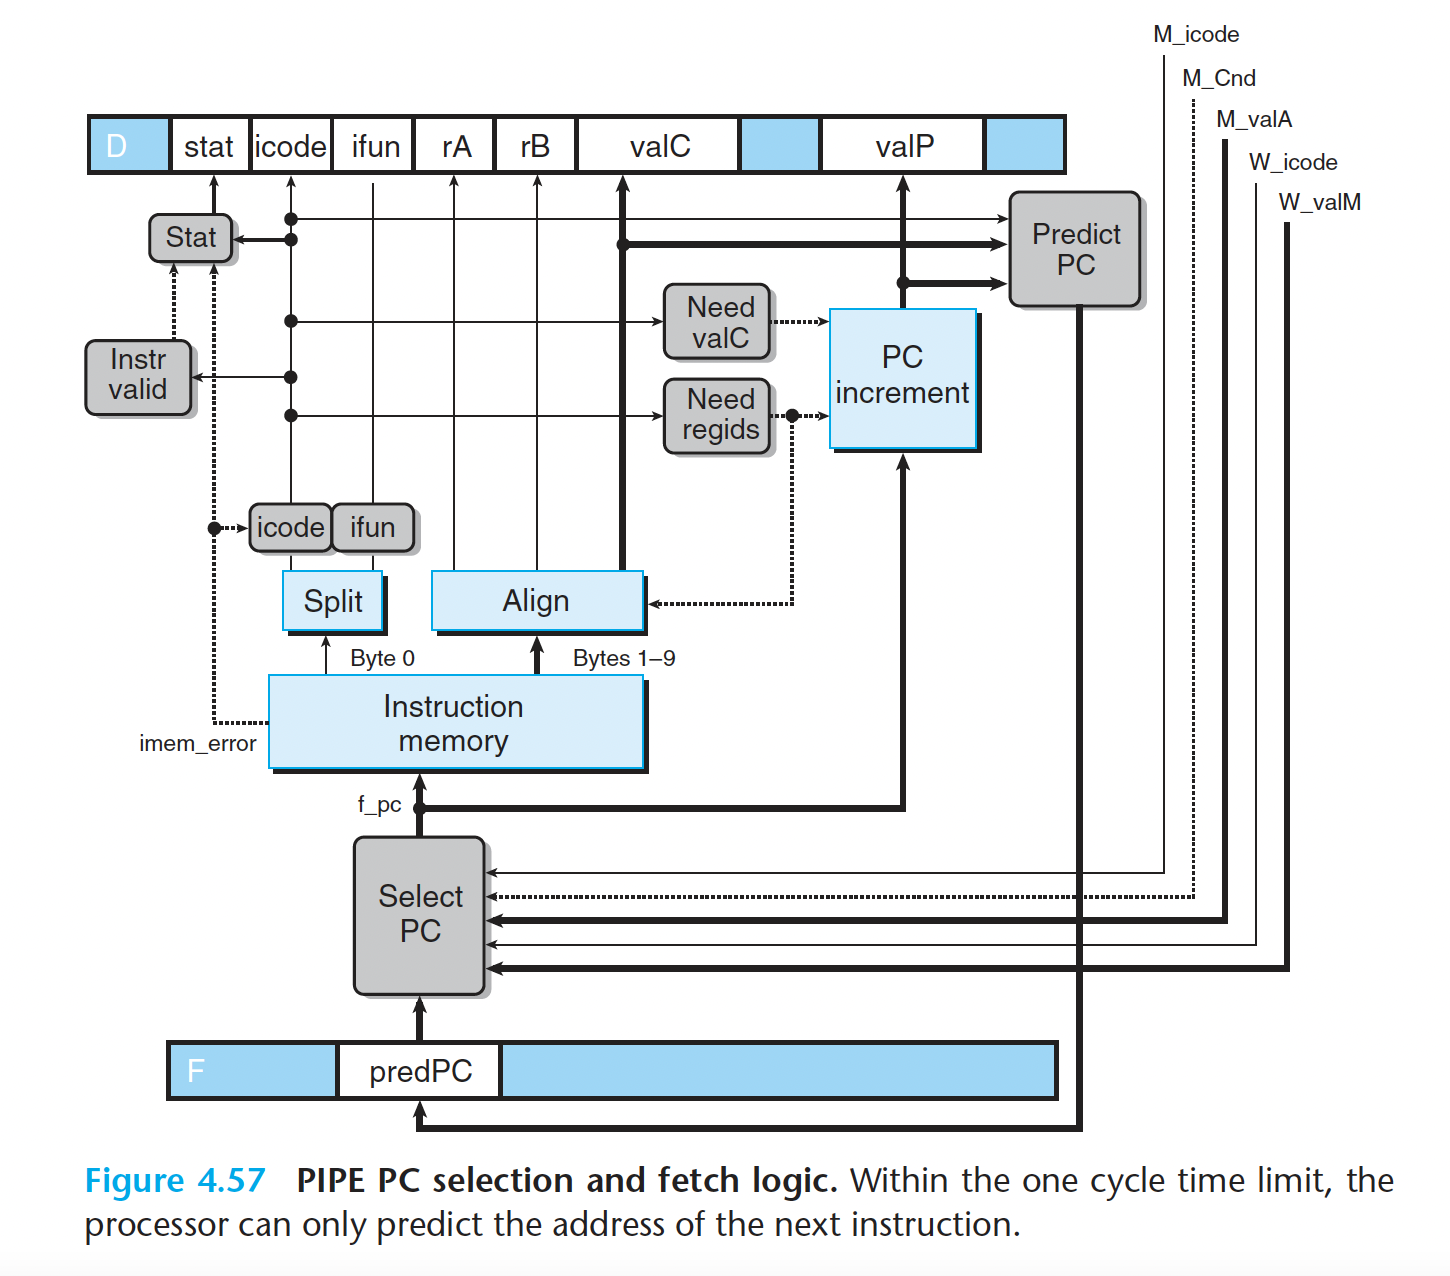 M_icode
M_Cnd
M_valA
W_icode
W_valM
D stat icode ifun rA rB valC valP
Stat
Predict
PC
Need
valC
Instr
valid
PC
increment
Need
regids
icode ifun
Split
Align
Byte 0
Bytes 1–9
Instruction
memory
imem_error
f_pc
Select
PC
F predPC
Figure 4.57 PIPE PC selection and fetch logic. Within the one cycle time limit, the
processor can only predict the address of the next instruction.